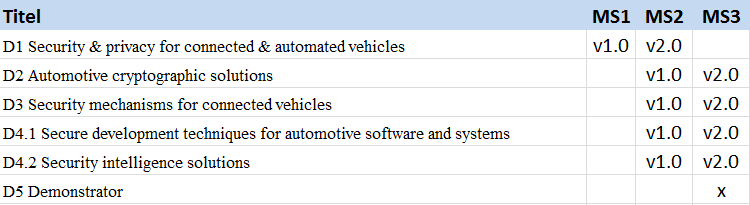 Titel MS1 MS2 MS3
D1 Security & privacy for connected & automated vehicles v1.0 v2.0
D2 Automotive cryptographic solutions v1.0 v2.0
D3 Security mechanisms for connected vehicles v1.0 v2.0
D4.1 Secure development techniques for automotive software and systems v1.0 v2.0
D4.2 Security intelligence solutions v1.0 v2.0
D5 Demonstrator x